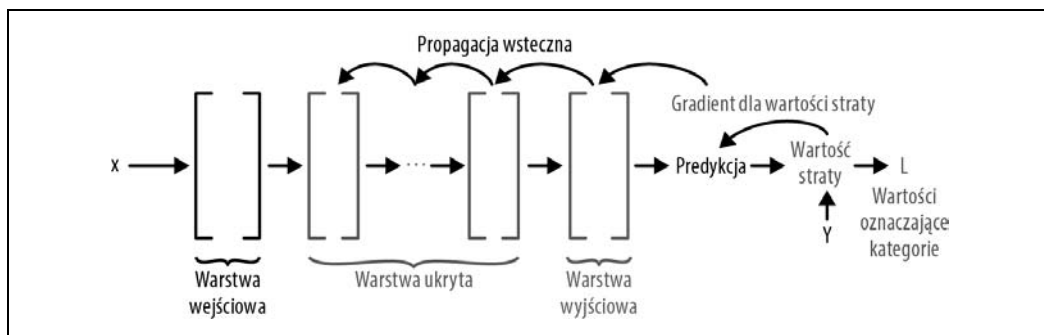 Propagacja wsteczna
Gradient dla wartości straty
x
...
Predykcja
Wartość
straty
L
Y
Wartości
oznaczające
kategorie
Warstwa
wejściowa
Warstwa ukryta
Warstwa
wyjściowa